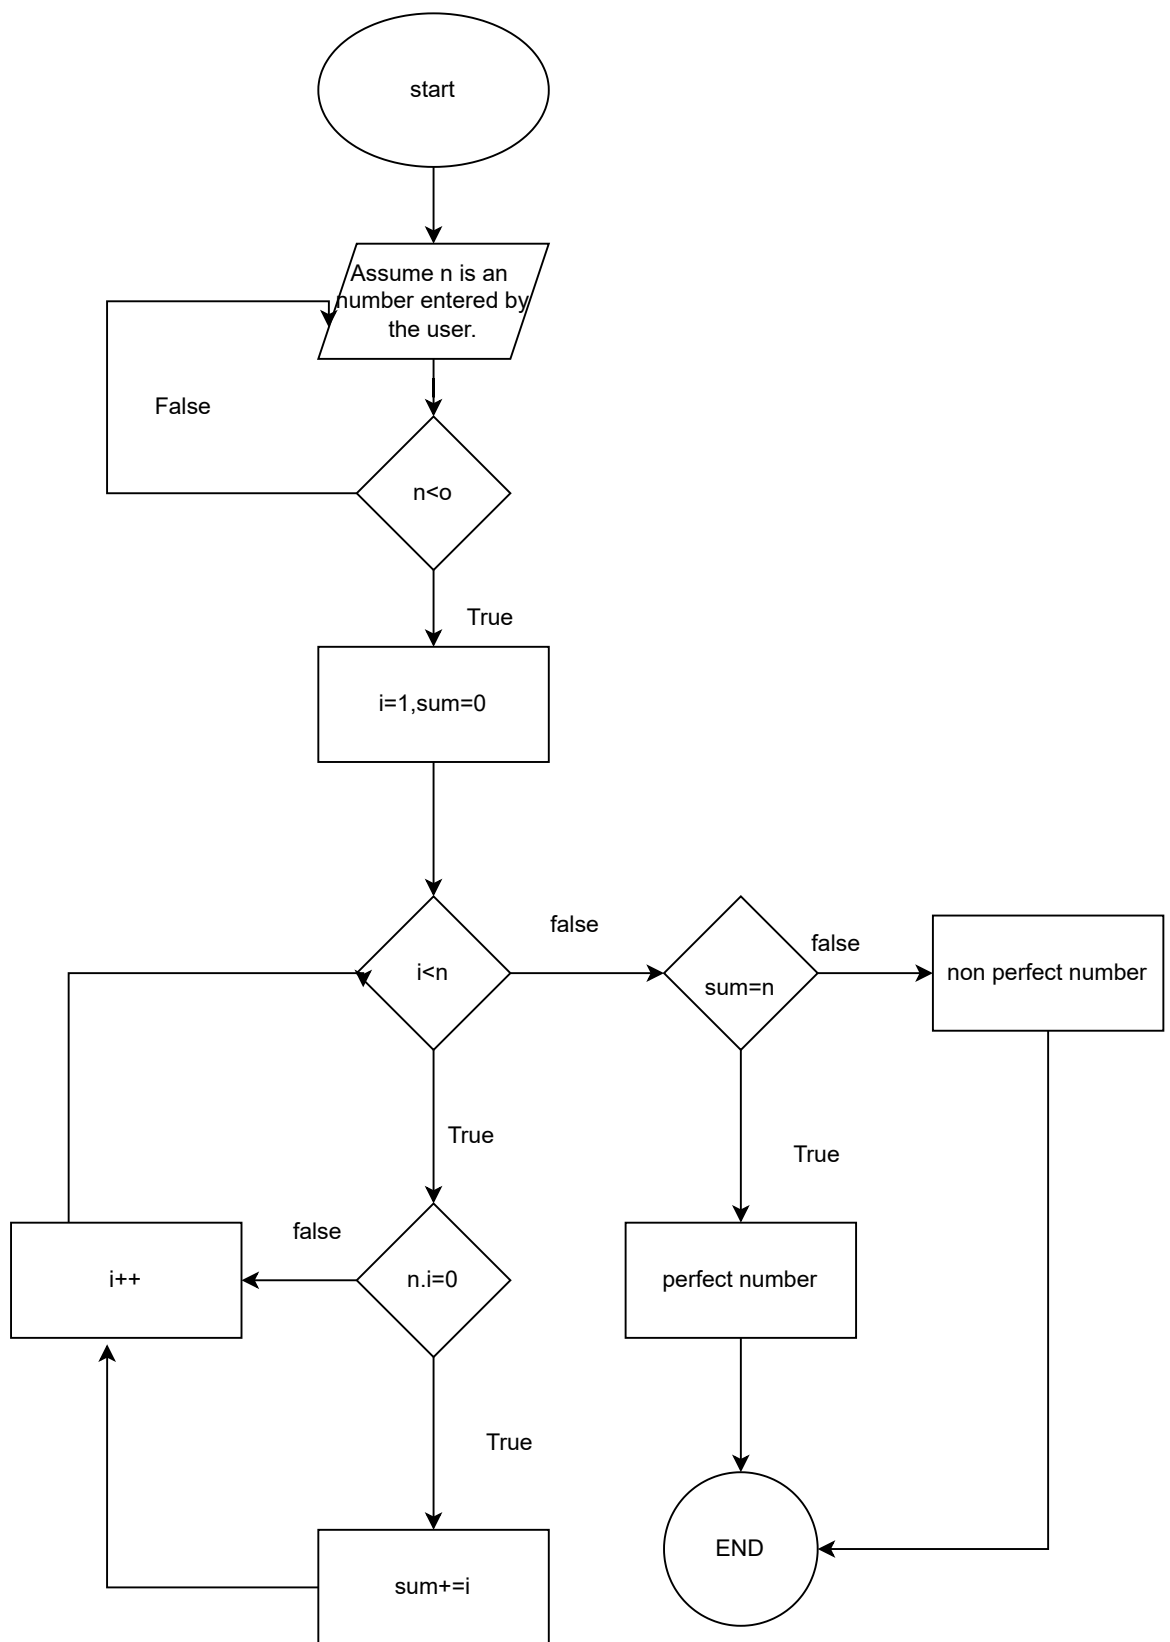 start
Assume n is an
number entered by
the user.
False
n<o
True
i=1,sum=0
false
false
i<n
sum=n
non perfect number
True
True
false
i++
n.i=0
perfect number
True
END
sum+=i